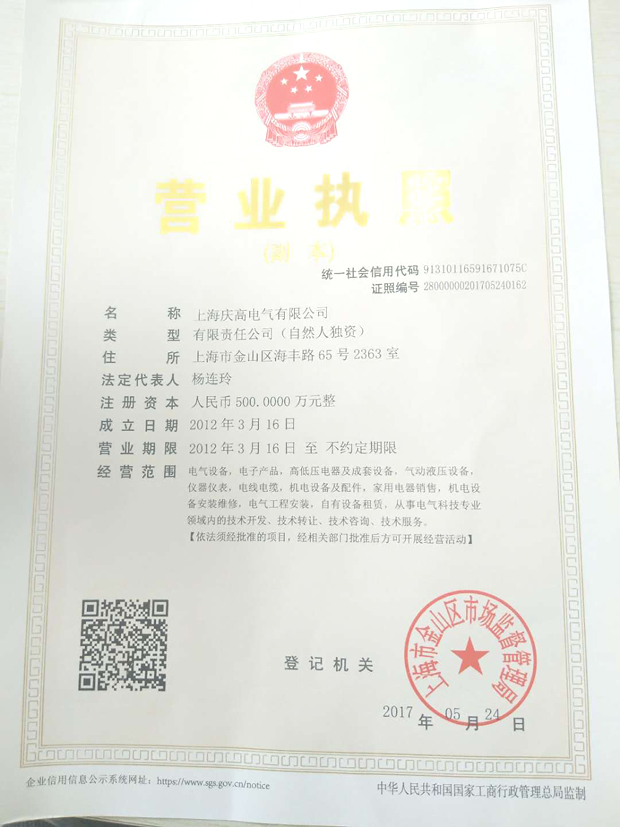 营业执照
(副 本)
统一社会信用代码 91310116591671075C
证照编号 28000000201705240162
名称 上海庆高电气有限公司
类型 有限责任公司（自然人独资）
住所 上海市金山区海丰路65号2363室
法定代表人 杨连玲
注册资本 人民币500.0000万元整
成立日期 2012年3月16日
营业期限 2012年3月16日 至 不约定期限
经营范围 电气设备，电子产品，高低压电器及成套设备，气动液压设备，
仪器仪表，电线电缆，机电设备及配件，家用电器销售，机电设
备安装维修，电气工程安装，自有设备租赁，从事电气科技专业
领域内的技术开发、技术转让、技术咨询、技术服务。
【依法须经批准的项目，经相关部门批准后方可开展经营活动】
登记机关
上海市金山区市场监督管理局
2017年05月24日
企业信用信息公示系统网址：https://www.sgs.gov.cn/notice
中华人民共和国国家工商行政管理总局监制